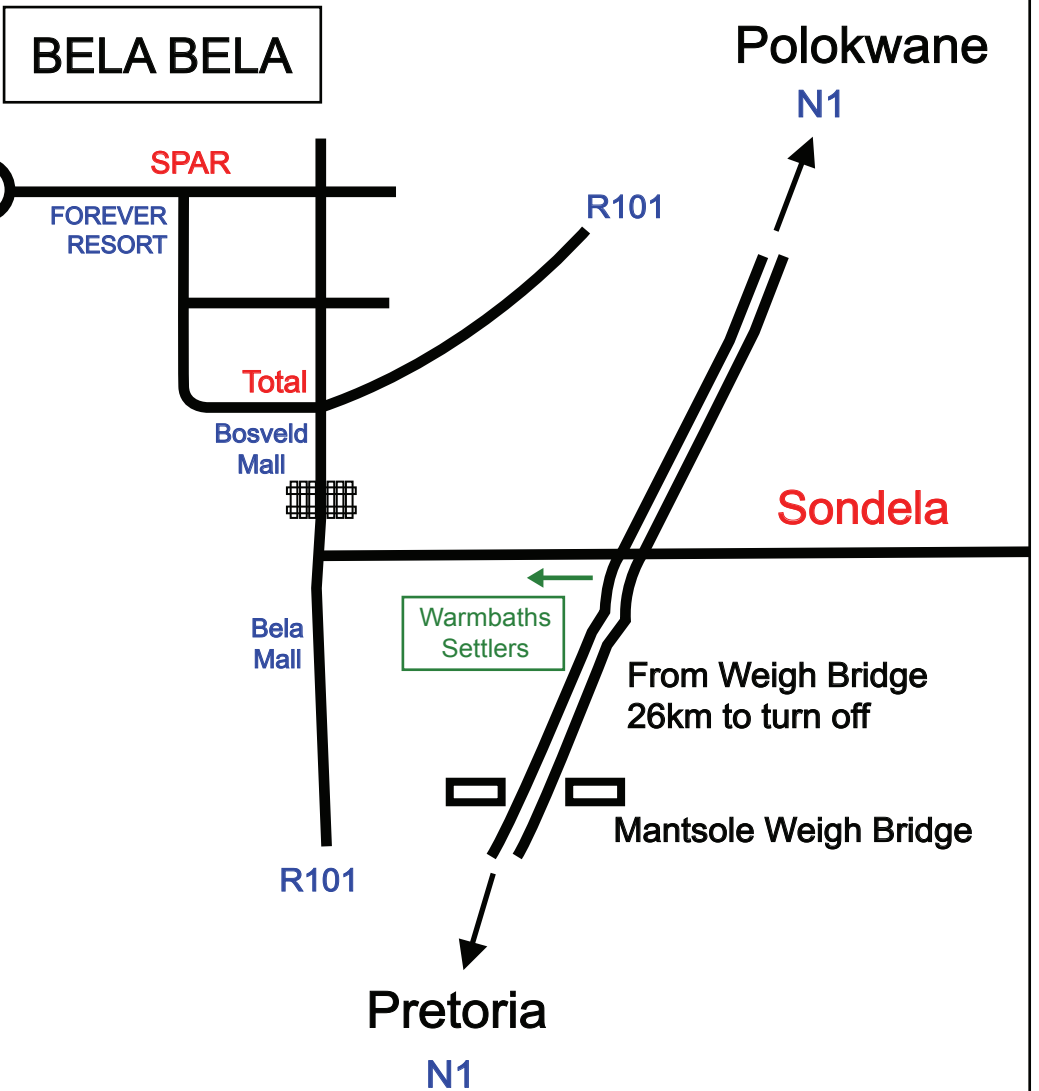 BELA BELA
Polokwane
N1
SPAR
FOREVER
RESORT
R101
Total
Bosveld
Mall
Sondela
Warmbaths
Settlers
Bela
Mall
From Weigh Bridge
26km to turn off
Mantsole Weigh Bridge
R101
Pretoria
N1